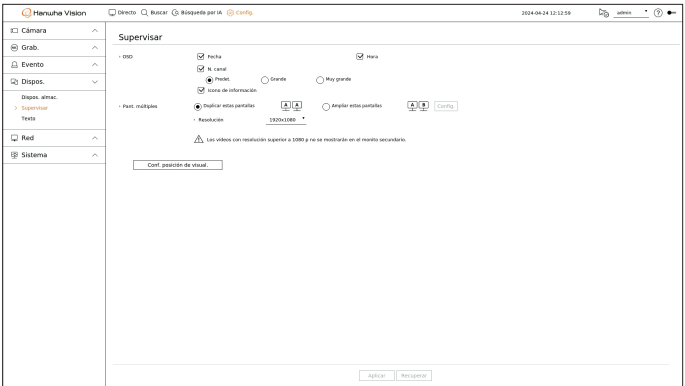 Hanwha Vision
Directo Buscar Búsqueda por IA Config.
2024-04-24 12:12:50 admin
Cámara
Grab.
Evento
Dispos.
Dispos. almac.
Supervisar
Texto
Red
Sistema
Supervisar
OSD Fecha Hora
N. canal
Predet. Grande Muy grande
Icono de información
Pant. múltiples Duplicar estas pantallas A A Ampliar estas pantallas A B Config.
Resolución 1920x1080
Los vídeos con resolución superior a 1080 p no se mostrarán en el monito secundario.
Conf. posición de visual.
Aplicar Recuperar